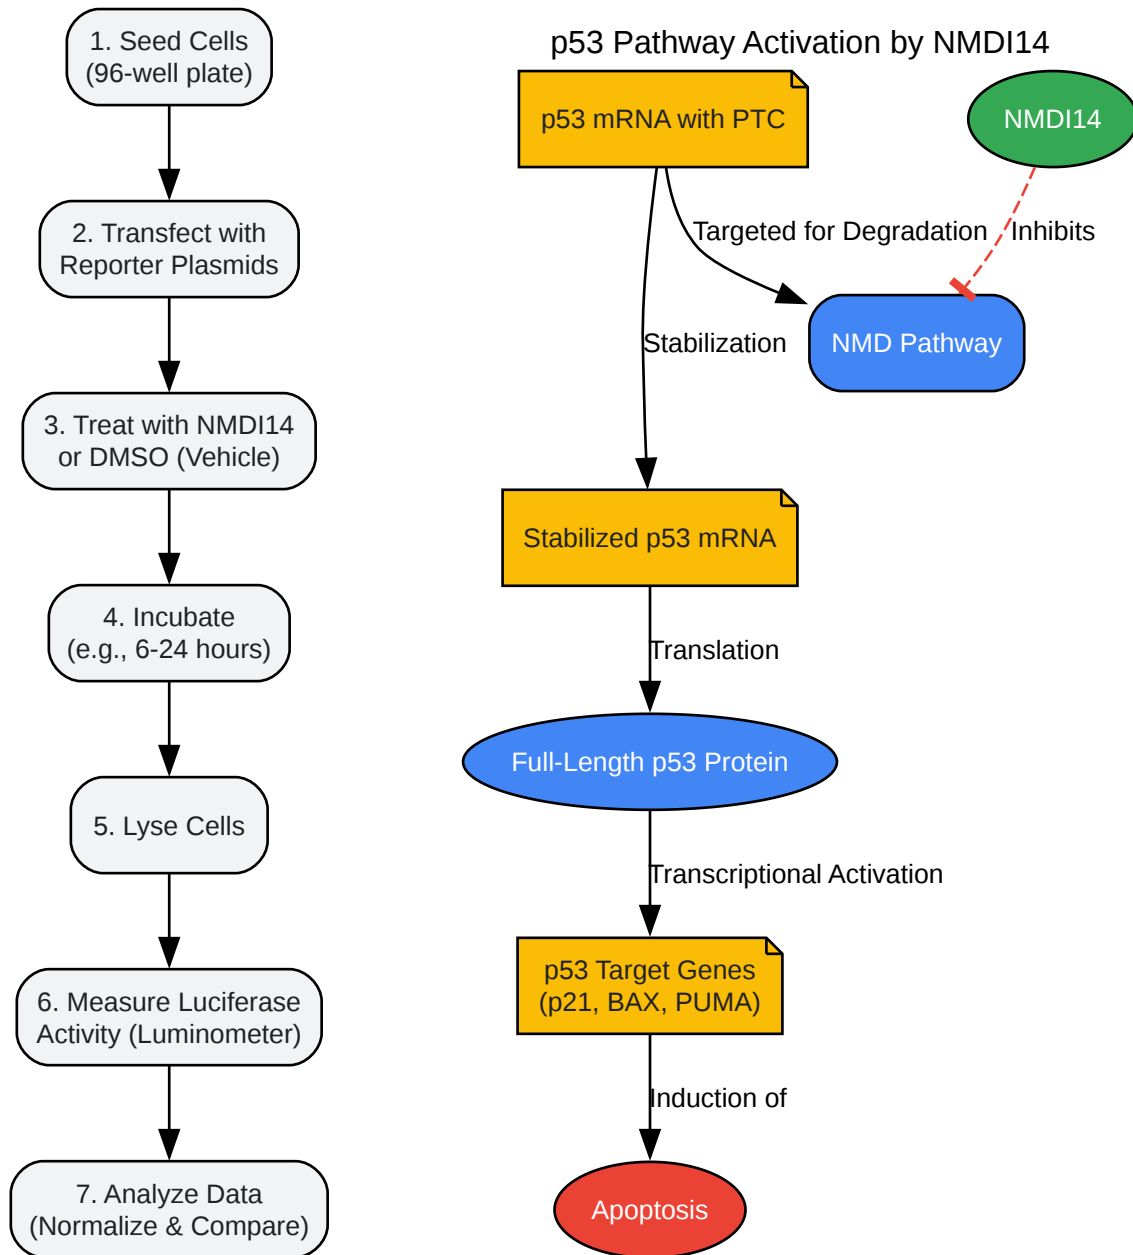 1. Seed Cells
(96-well plate)
2. Transfect with
Reporter Plasmids
3. Treat with NMDI14
or DMSO (Vehicle)
4. Incubate
(e.g., 6-24 hours)
5. Lyse Cells
6. Measure Luciferase
Activity (Luminometer)
7. Analyze Data
(Normalize & Compare)
p53 Pathway Activation by NMDI14
p53 mRNA with PTC
NMDI14
Targeted for Degradation
Inhibits
Stabilization
NMD Pathway
Stabilized p53 mRNA
Translation
Full-Length p53 Protein
Transcriptional Activation
p53 Target Genes
(p21, BAX, PUMA)
Induction of
Apoptosis